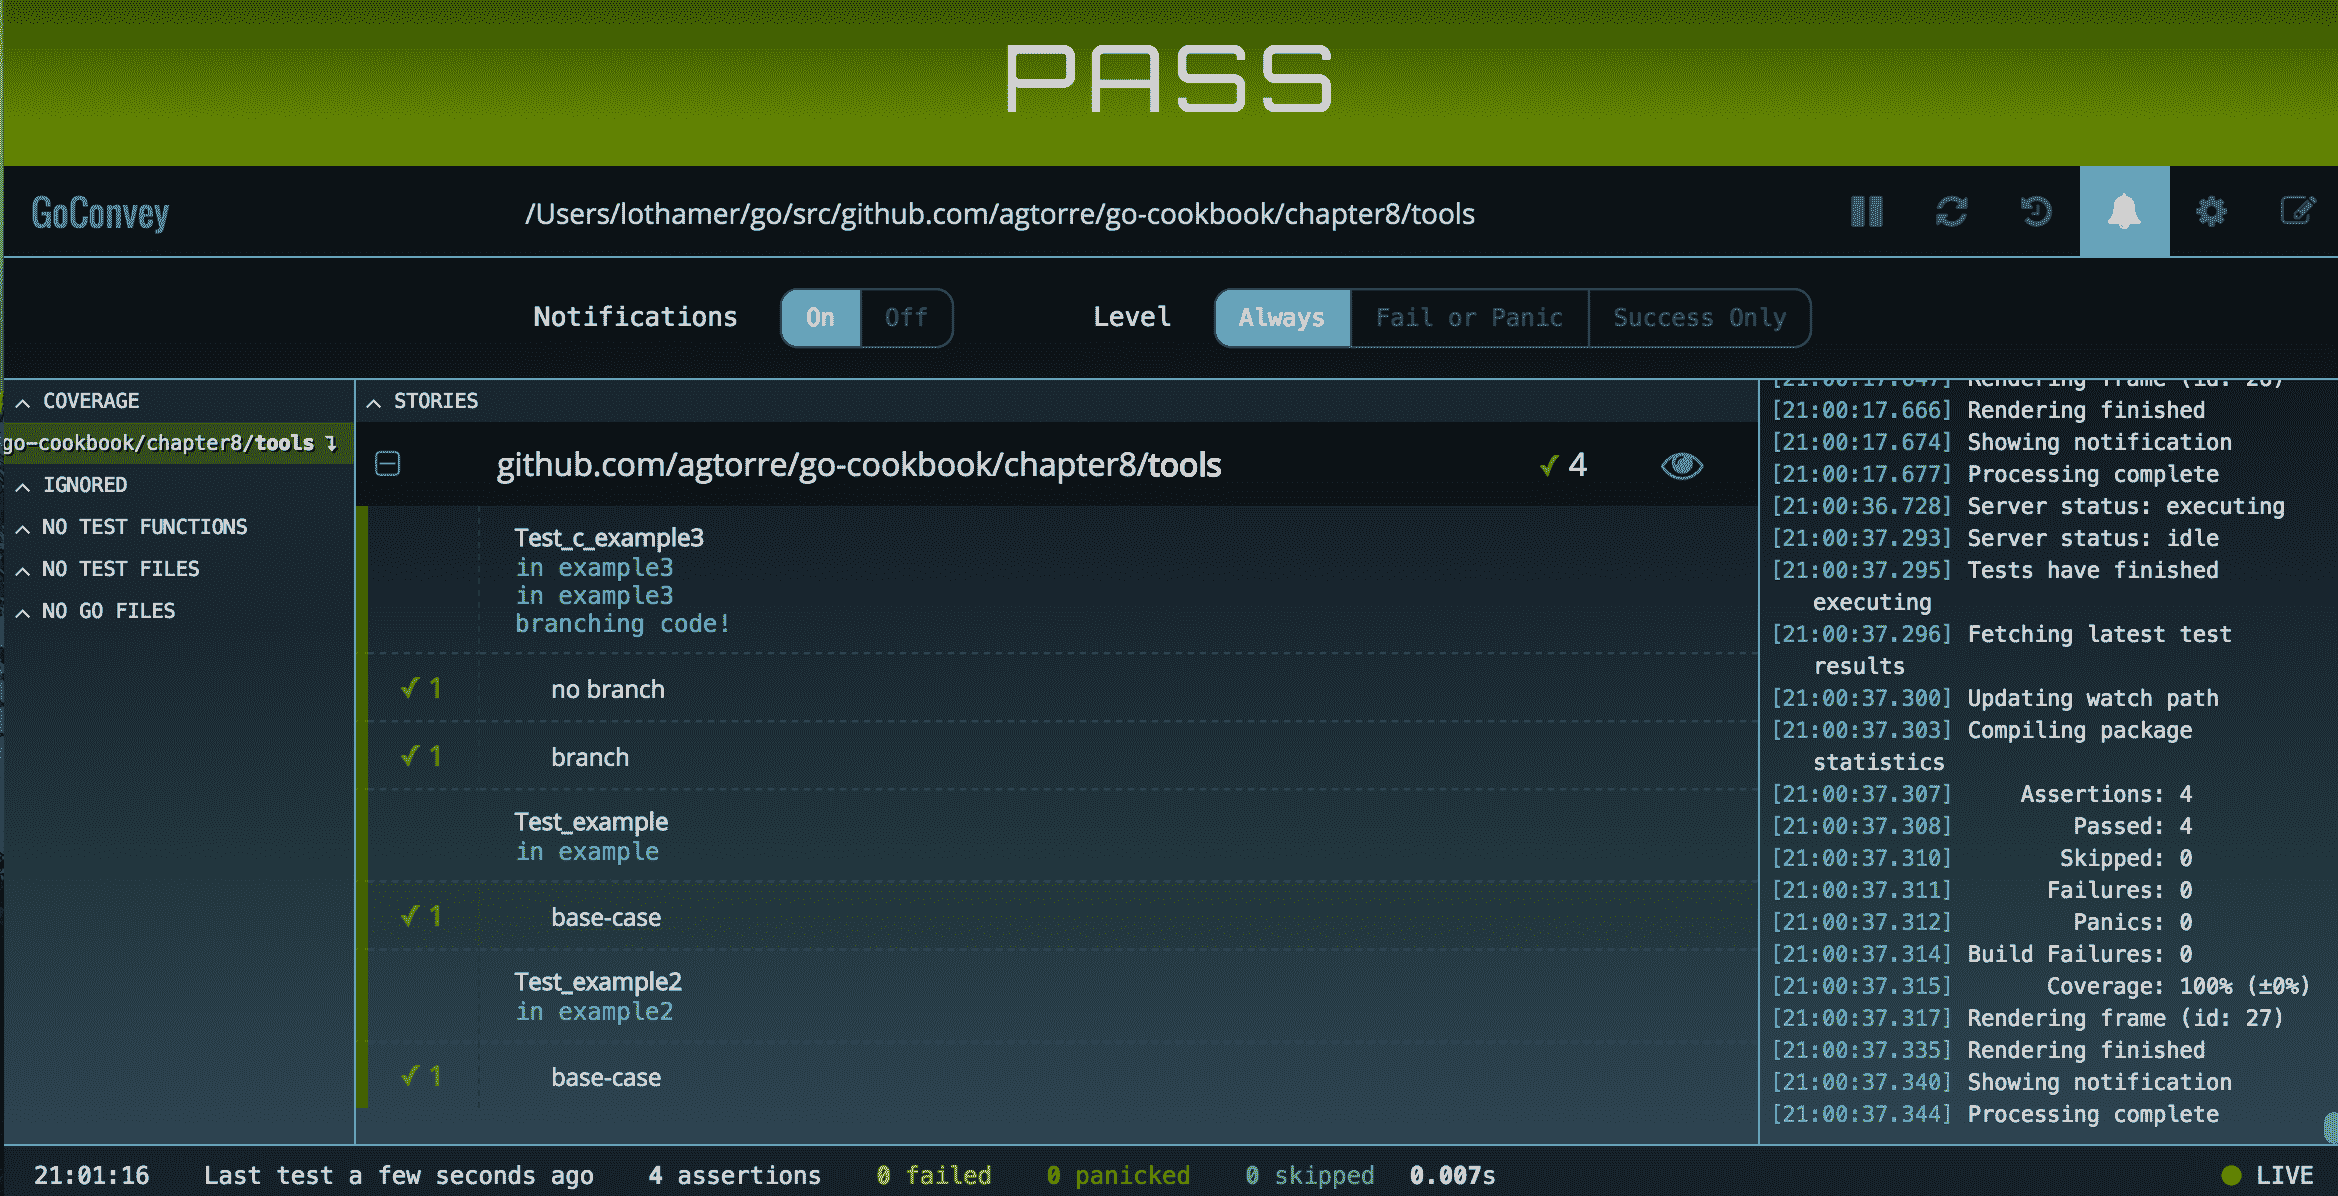 PASS
GoConvey
/Users/lothamer/go/src/github.com/agtorre/go-cookbook/chapter8/tools
Notifications On Off Level Always Fail or Panic Success Only
COVERAGE
go-cookbook/chapter8/tools
IGNORED
NO TEST FUNCTIONS
NO TEST FILES
NO GO FILES
STORIES
github.com/agtorre/go-cookbook/chapter8/tools ✓ 4
Test_c_example3
in example3
in example3
branching code!
✓ 1 no branch
✓ 1 branch
Test_example
in example
✓ 1 base-case
Test_example2
in example2
✓ 1 base-case
[21:00:17.647] Rendering frame (id: 26)
[21:00:17.666] Rendering finished
[21:00:17.674] Showing notification
[21:00:17.677] Processing complete
[21:00:36.728] Server status: executing
[21:00:37.293] Server status: idle
[21:00:37.295] Tests have finished
executing
[21:00:37.296] Fetching latest test
results
[21:00:37.300] Updating watch path
[21:00:37.303] Compiling package
statistics
[21:00:37.307] Assertions: 4
[21:00:37.308] Passed: 4
[21:00:37.310] Skipped: 0
[21:00:37.311] Failures: 0
[21:00:37.312] Panics: 0
[21:00:37.314] Build Failures: 0
[21:00:37.315] Coverage: 100% (±0%)
[21:00:37.317] Rendering frame (id: 27)
[21:00:37.335] Rendering finished
[21:00:37.340] Showing notification
[21:00:37.344] Processing complete
21:01:16 Last test a few seconds ago 4 assertions 0 failed 0 panicked 0 skipped 0.007s LIVE